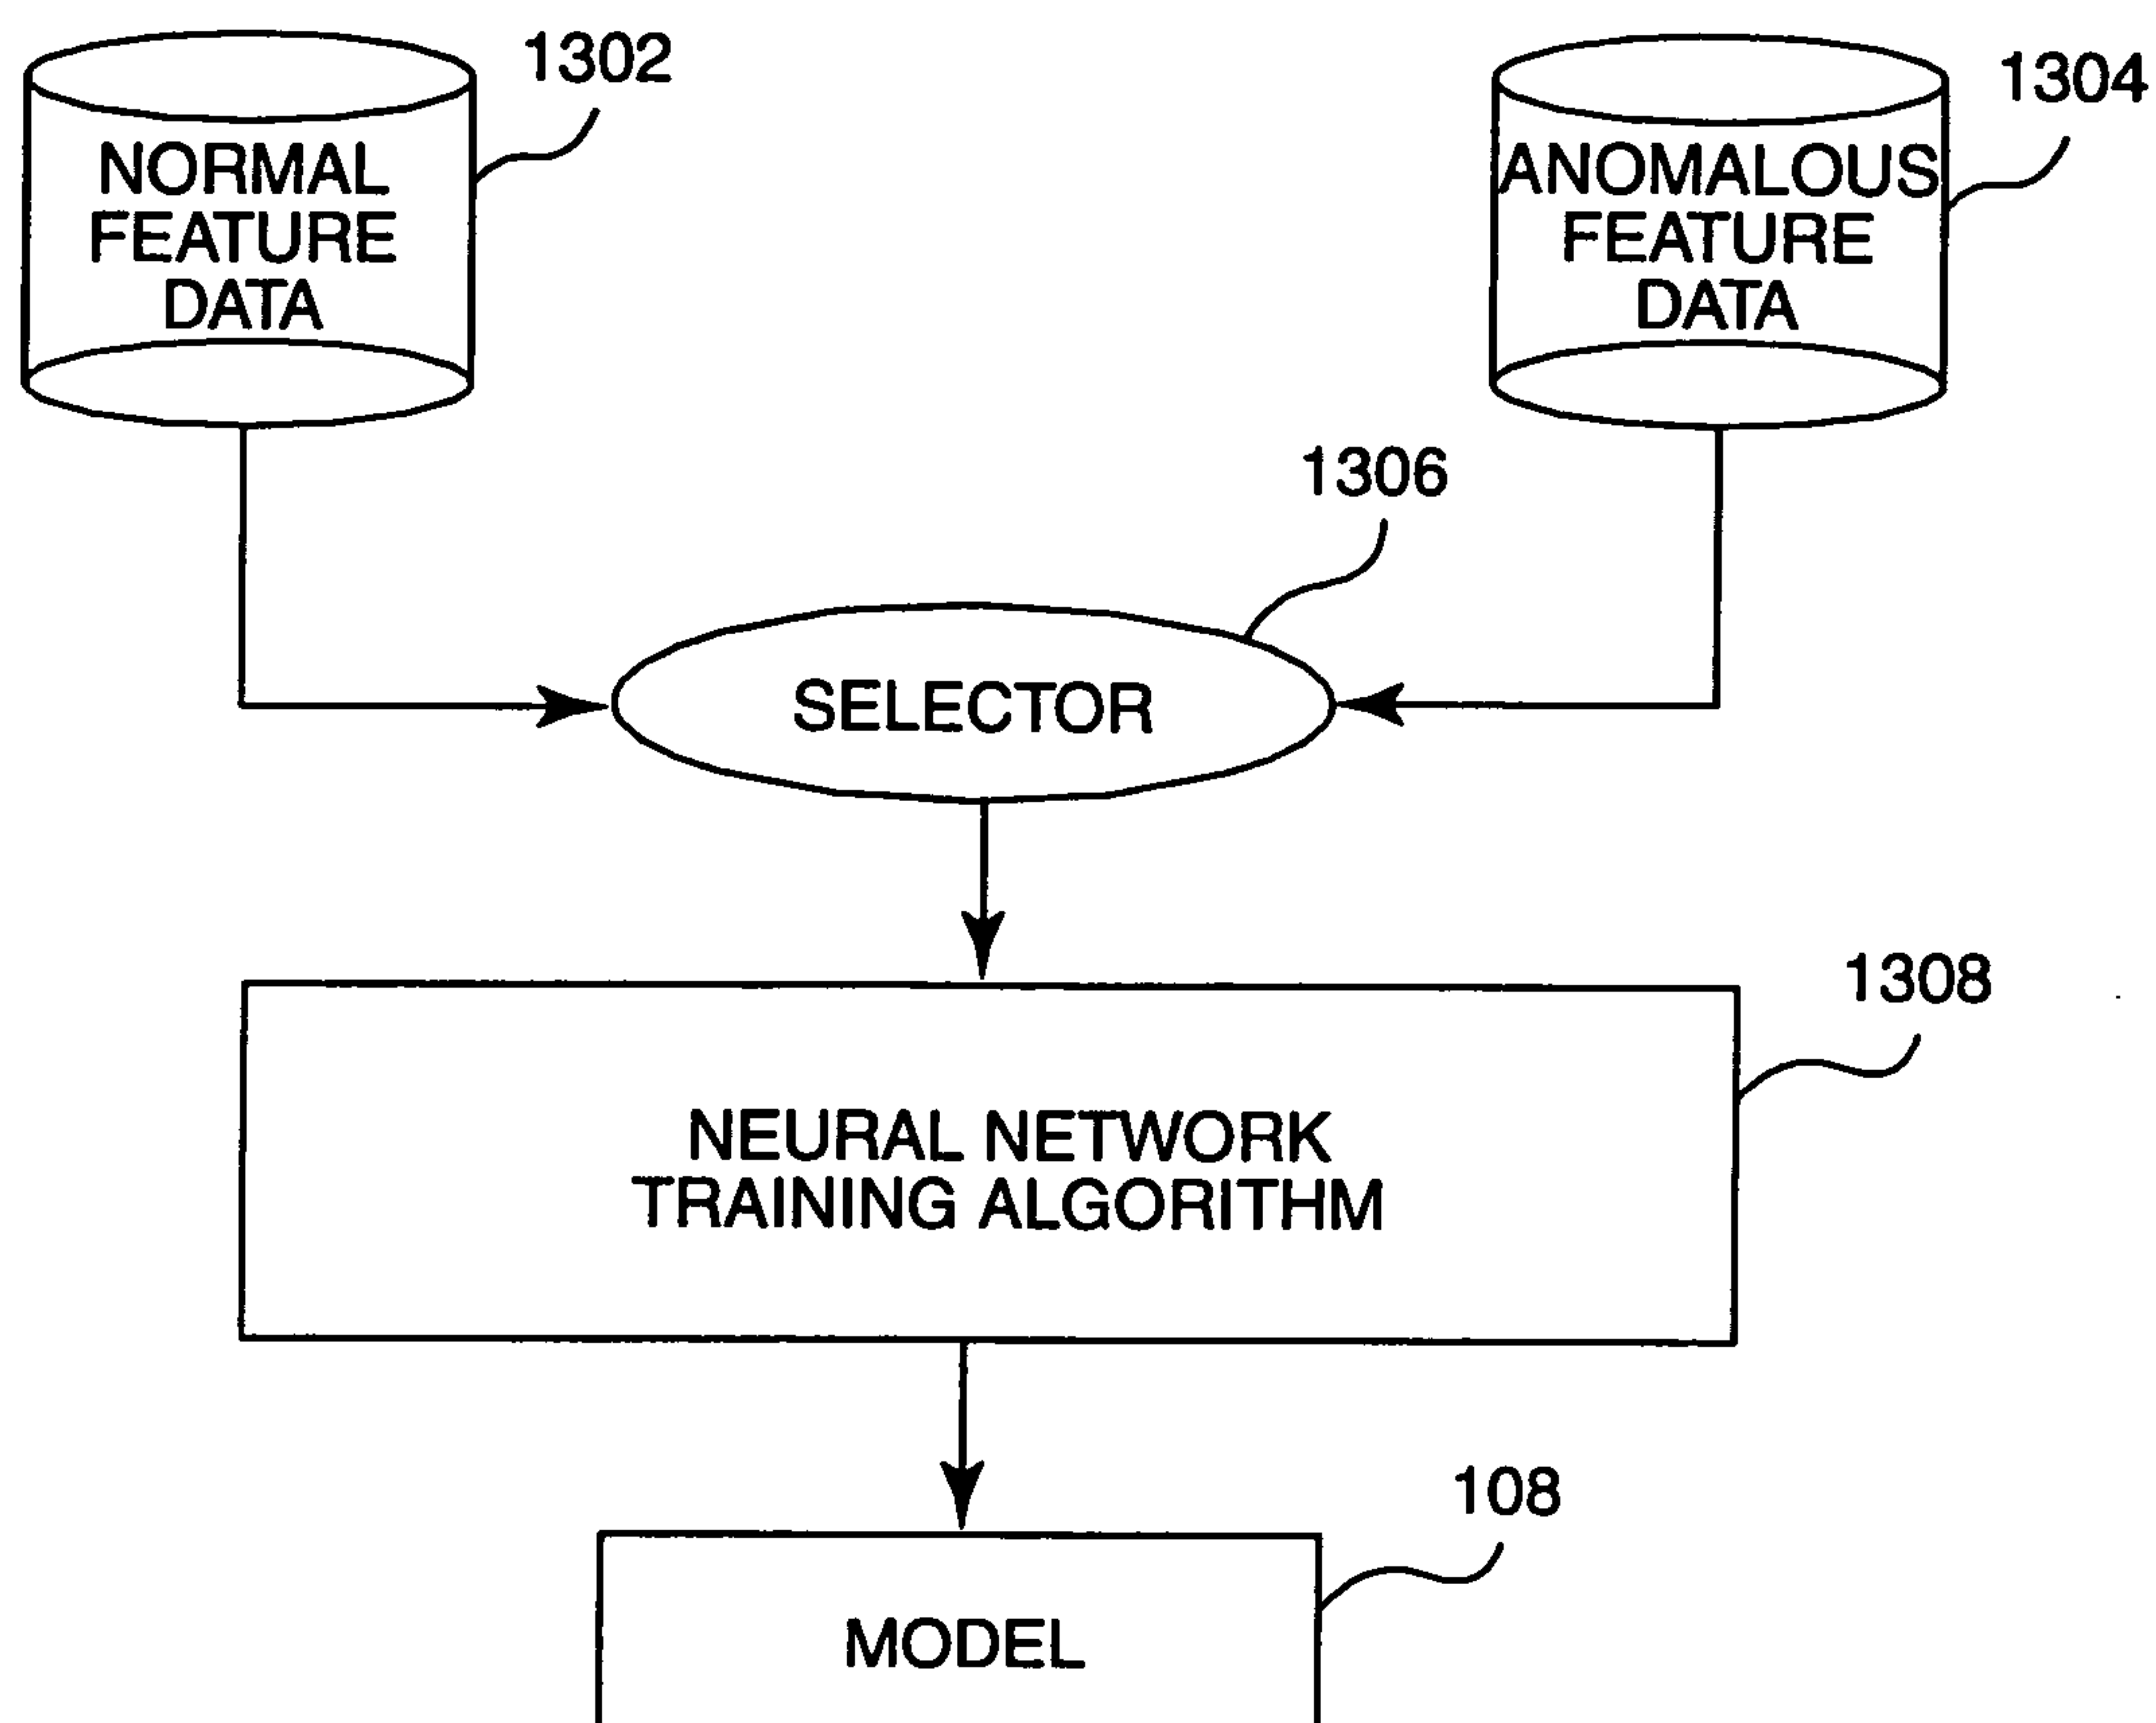 1302
1304
NORMAL
FEATURE
DATA
ANOMALOUS
FEATURE
DATA
1306
SELECTOR
1308
NEURAL NETWORK
TRAINING ALGORITHM
108
MODEL